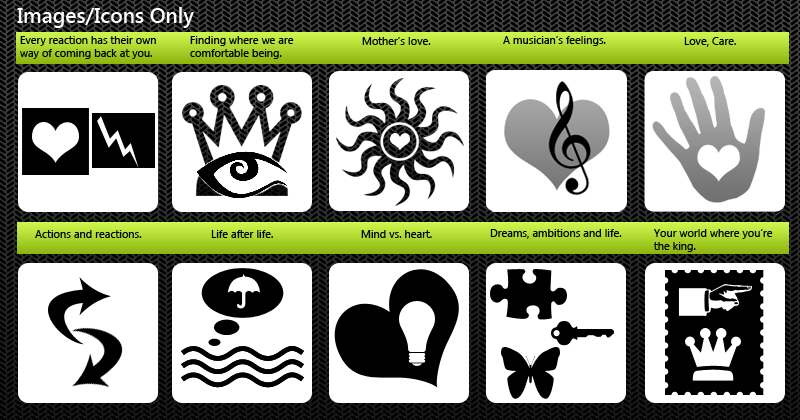 Images/Icons Only
Every reaction has their own
way of coming back at you.
Finding where we are
comfortable being.
Mother's love.
A musician's feelings.
Love, Care.
Actions and reactions.
Life after life.
Mind vs. heart.
Dreams, ambitions and life.
Your world where you're
the king.